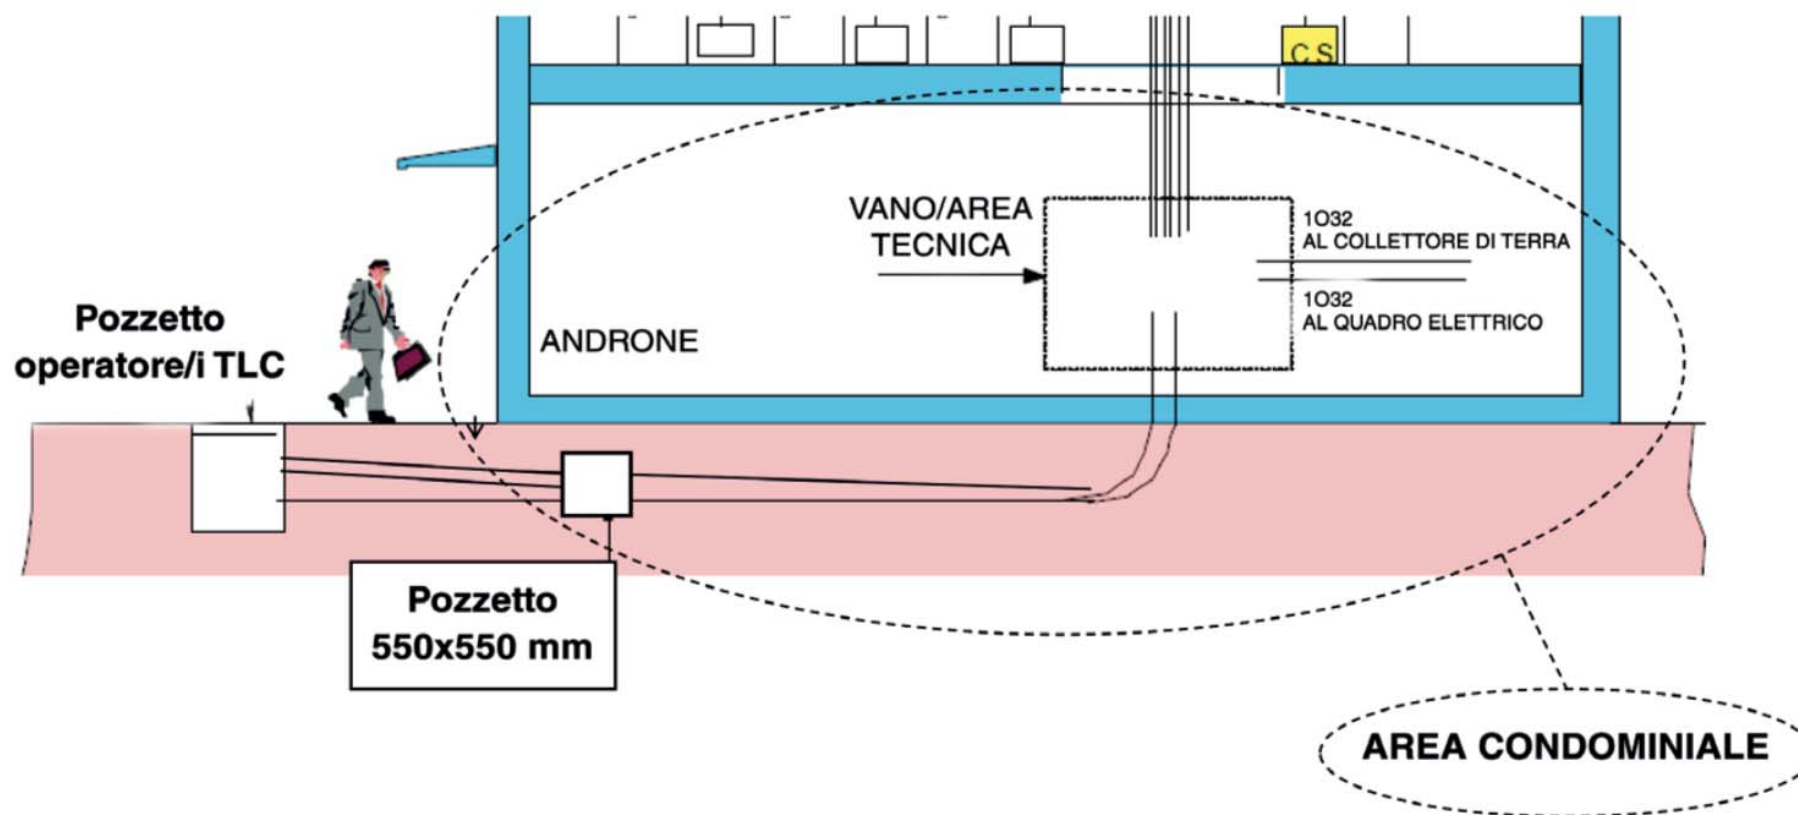 C.S
VANO/AREA
TECNICA
1O32
AL COLLETTORE DI TERRA
1O32
AL QUADRO ELETTRICO
ANDRONE
Pozzetto
operatore/i TLC
Pozzetto
550x550 mm
AREA CONDOMINIALE